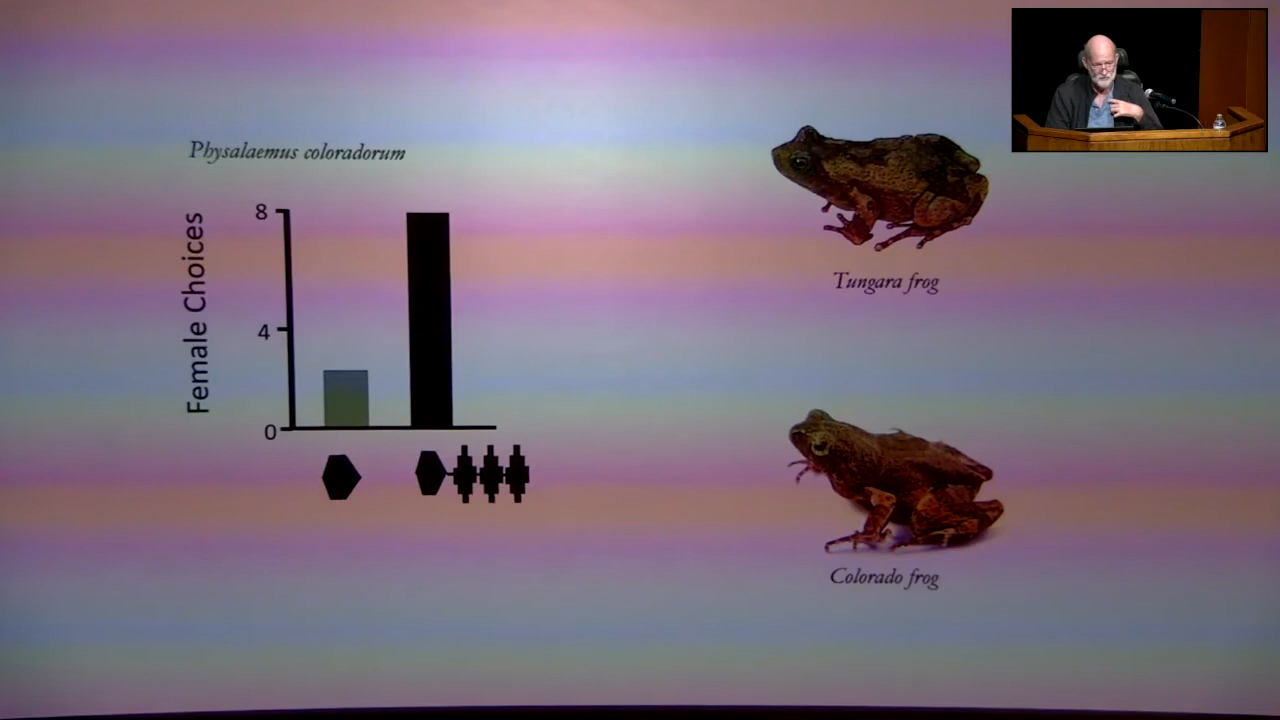 Physalaemus coloradorum
Female Choices
8
4
0
Tungara frog
Colorado frog